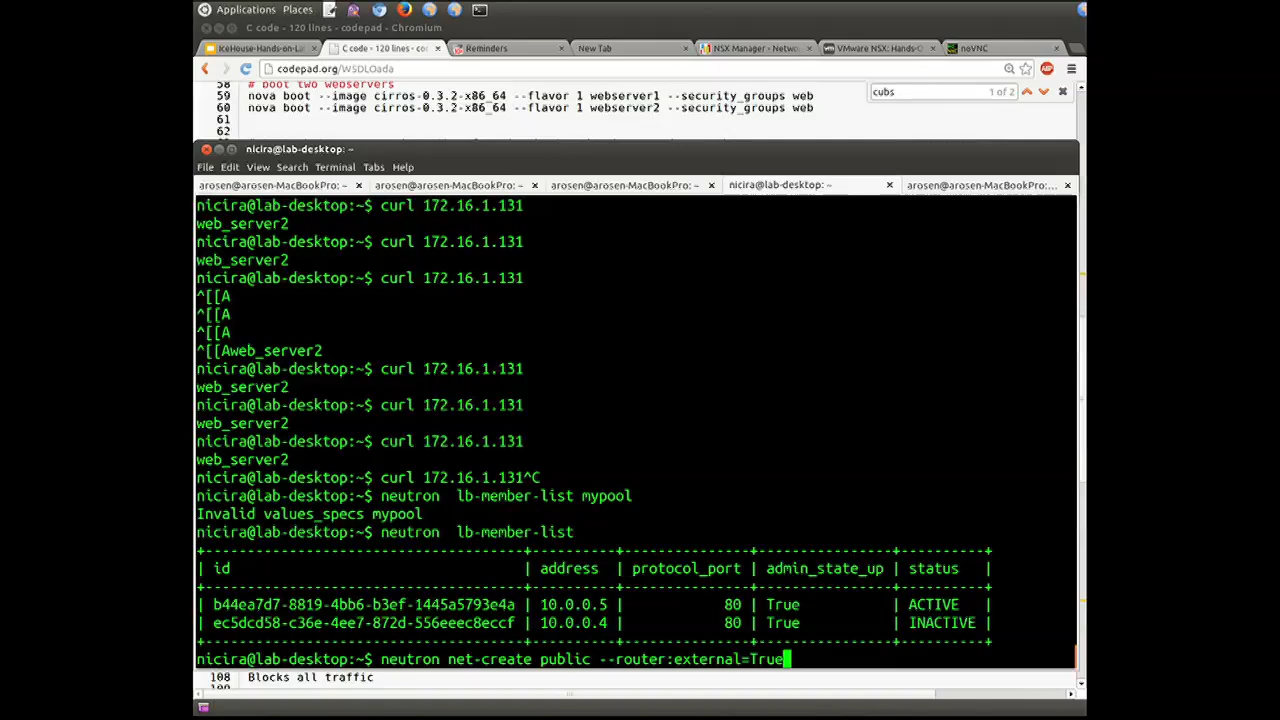 Applications Places
C code - 120 lines - codepad - Chromium
IceHouse-Hands-on-La
C code - 120 lines - co
Reminders
New Tab
NSX Manager - Netwo
VMware NSX: Hands-O
noVNC
codepad.org/WSDLOada
58 # boot two webservers
59 nova boot --image cirros-0.3.2-x86_64 --flavor 1 webserver1 --security_groups web
60 nova boot --image cirros-0.3.2-x86_64 --flavor 1 webserver2 --security_groups web
61
62
cubs 1 of 2
nicira@lab-desktop: ~
File Edit View Search Terminal Tabs Help
arosen@arosen-MacBookPro: ~
arosen@arosen-MacBookPro: ~
arosen@arosen-MacBookPro: ~
nicira@lab-desktop: ~
arosen@arosen-MacBookPro:...
nicira@lab-desktop:~$ curl 172.16.1.131
web_server2
nicira@lab-desktop:~$ curl 172.16.1.131
web_server2
nicira@lab-desktop:~$ curl 172.16.1.131
^[[A
^[[A
^[[A
^[[Aweb_server2
nicira@lab-desktop:~$ curl 172.16.1.131
web_server2
nicira@lab-desktop:~$ curl 172.16.1.131
web_server2
nicira@lab-desktop:~$ curl 172.16.1.131
web_server2
nicira@lab-desktop:~$ curl 172.16.1.131^C
nicira@lab-desktop:~$ neutron  lb-member-list mypool
Invalid values_specs mypool
nicira@lab-desktop:~$ neutron  lb-member-list
| id | address | protocol_port | admin_state_up | status |
| b44ea7d7-8819-4bb6-b3ef-1445a5793e4a | 10.0.0.5 | 80 | True | ACTIVE |
| ec5dcd58-c36e-4ee7-872d-556eeec8eccf | 10.0.0.4 | 80 | True | INACTIVE |
nicira@lab-desktop:~$ neutron net-create public --router:external=True
108 Blocks all traffic
109